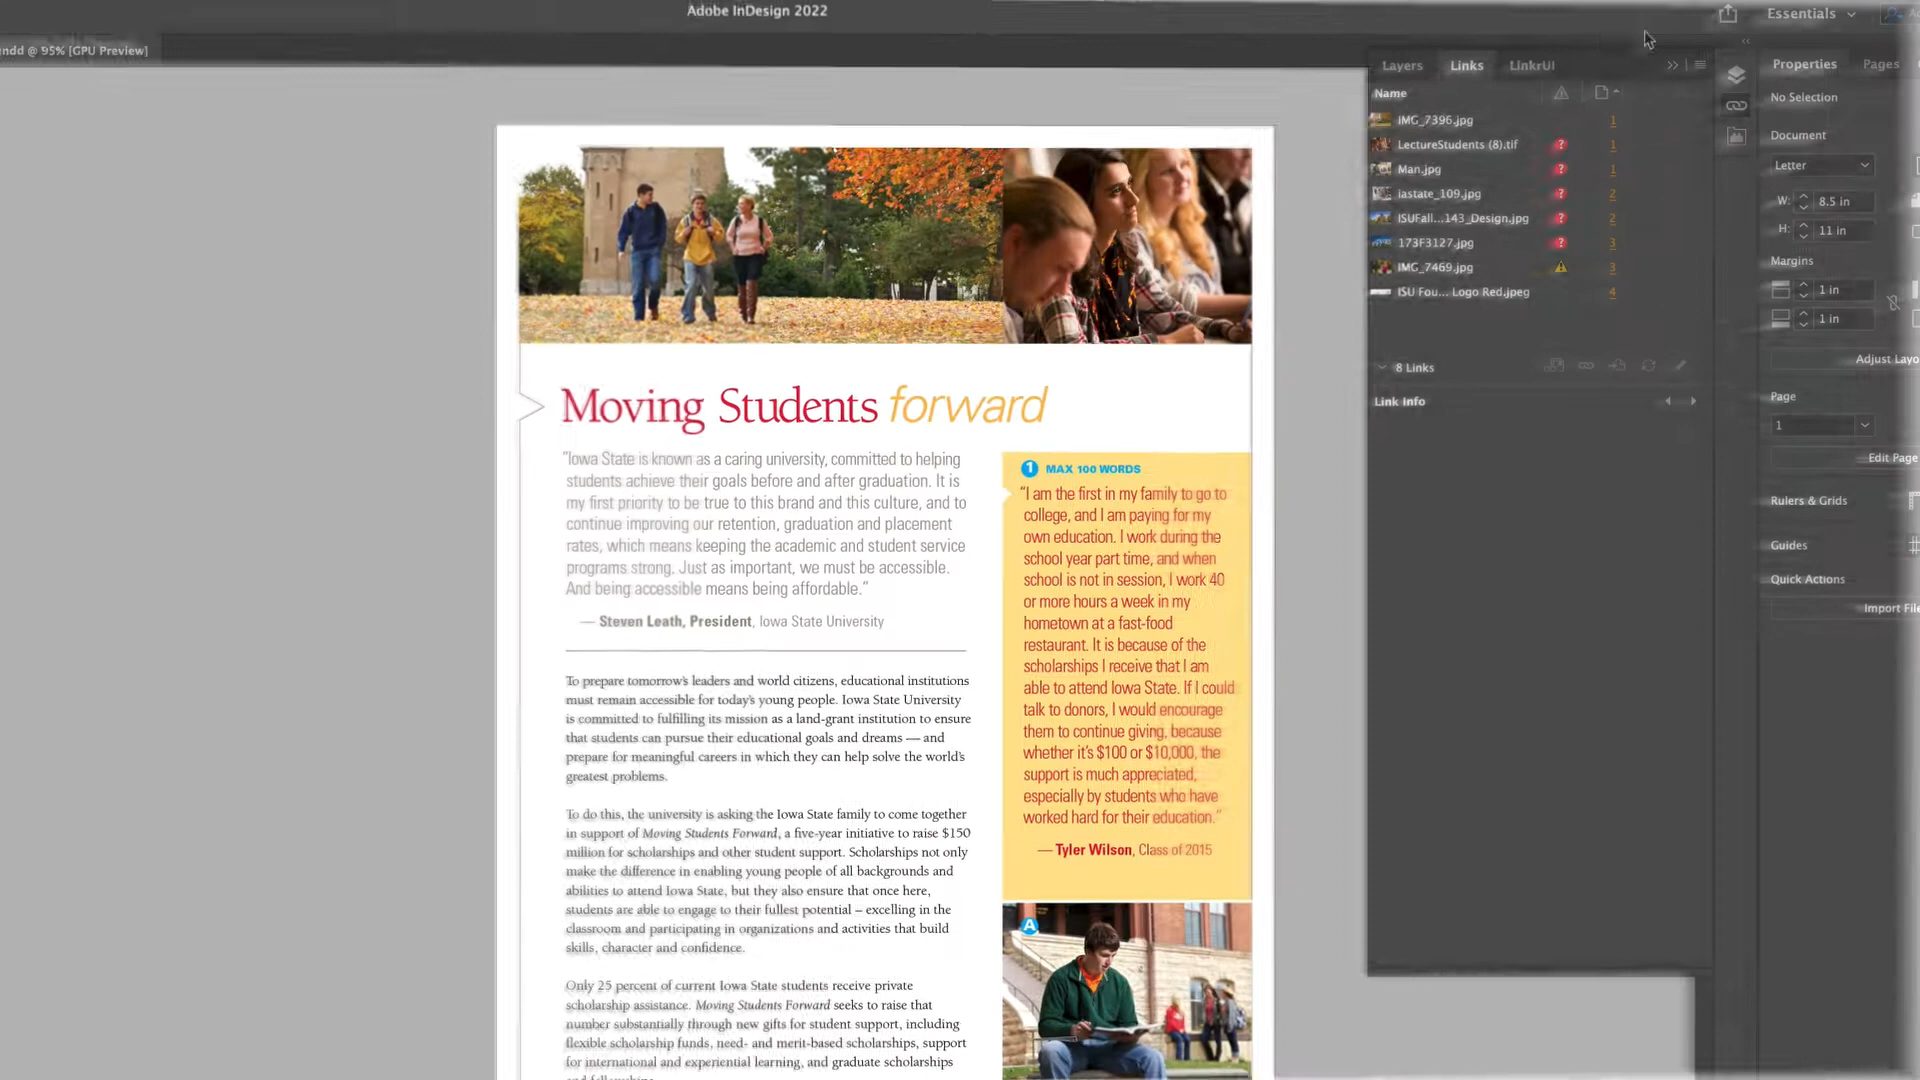 Adobe InDesign 2022
Essentials
ndd @ 95% [GPU Preview]
Layers Links LinkrUI
Name
IMG_7396.jpg 1
LectureStudents (8).tif ? 1
Man.jpg ? 1
iastate_109.jpg ? 2
ISUFall...143_Design.jpg ? 2
173F3127.jpg ? 3
IMG_7469.jpg 3
ISU Fou... Logo Red.jpeg 4
8 Links
Link Info
Properties Pages
No Selection
Document
Letter
W: 8.5 in
H: 11 in
Margins
1 in
1 in
Adjust Layo
Page
1
Edit Page
Rulers & Grids
Guides
Quick Actions
Import File
Moving Students forward
"Iowa State is known as a caring university, committed to helping
students achieve their goals before and after graduation. It is
my first priority to be true to this brand and this culture, and to
continue improving our retention, graduation and placement
rates, which means keeping the academic and student service
programs strong. Just as important, we must be accessible.
And being accessible means being affordable."
— Steven Leath, President, Iowa State University
To prepare tomorrow's leaders and world citizens, educational institutions
must remain accessible for today's young people. Iowa State University
is committed to fulfilling its mission as a land-grant institution to ensure
that students can pursue their educational goals and dreams — and
prepare for meaningful careers in which they can help solve the world's
greatest problems.
To do this, the university is asking the Iowa State family to come together
in support of Moving Students Forward, a five-year initiative to raise $150
million for scholarships and other student support. Scholarships not only
make the difference in enabling young people of all backgrounds and
abilities to attend Iowa State, but they also ensure that once here,
students are able to engage to their fullest potential – excelling in the
classroom and participating in organizations and activities that build
skills, character and confidence.
Only 25 percent of current Iowa State students receive private
scholarship assistance. Moving Students Forward seeks to raise that
number substantially through new gifts for student support, including
flexible scholarship funds, need- and merit-based scholarships, support
for international and experiential learning, and graduate scholarships
1 MAX 100 WORDS
"I am the first in my family to go to
college, and I am paying for my
own education. I work during the
school year part time, and when
school is not in session, I work 40
or more hours a week in my
hometown at a fast-food
restaurant. It is because of the
scholarships I receive that I am
able to attend Iowa State. If I could
talk to donors, I would encourage
them to continue giving, because
whether it's $100 or $10,000, the
support is much appreciated,
especially by students who have
worked hard for their education."
— Tyler Wilson, Class of 2015
A